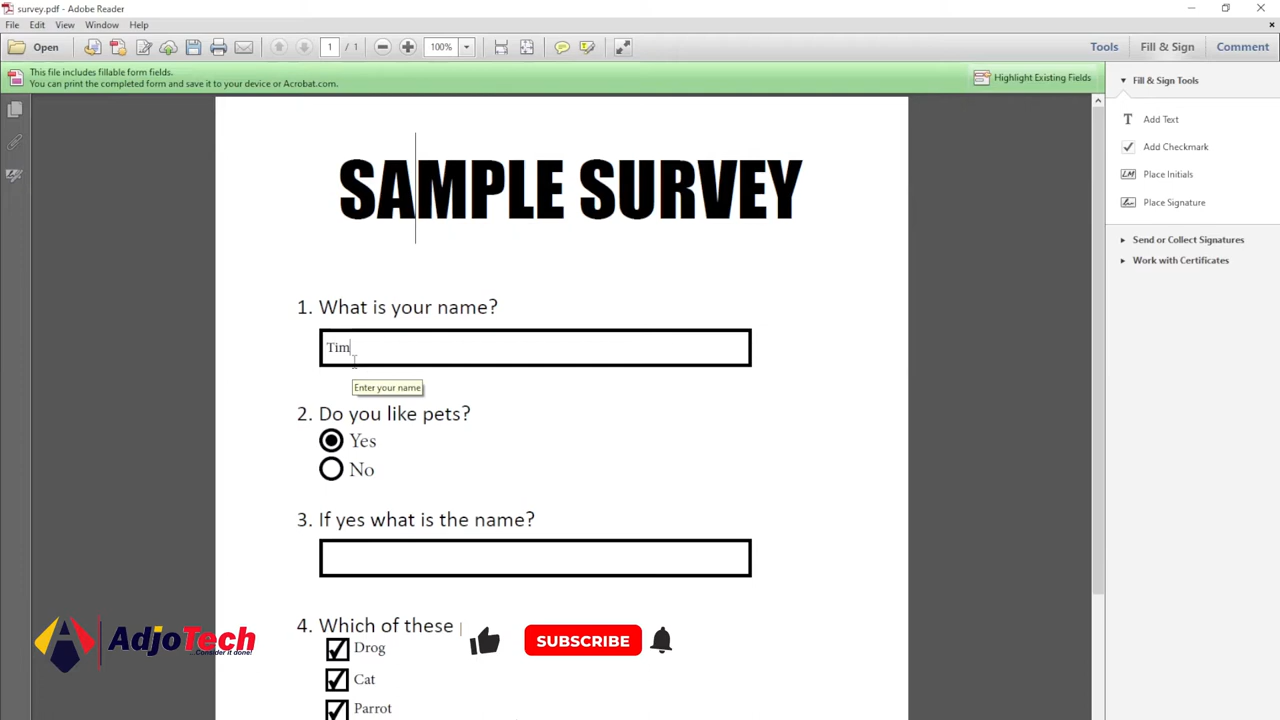 survey.pdf - Adobe Reader
File Edit View Window Help
Open 1 / 1 100% Tools Fill & Sign Comment
This file includes fillable form fields.
You can print the completed form and save it to your device or Acrobat.com.
Highlight Existing Fields
Fill & Sign Tools
Add Text
Add Checkmark
LM Place Initials
Place Signature
Send or Collect Signatures
Work with Certificates
SAMPLE SURVEY
1. What is your name?
Tim
Enter your name
2. Do you like pets?
Yes
No
3. If yes what is the name?
4. Which of these
Drog
Cat
Parrot
AdjoTech
...Consider it done!
SUBSCRIBE